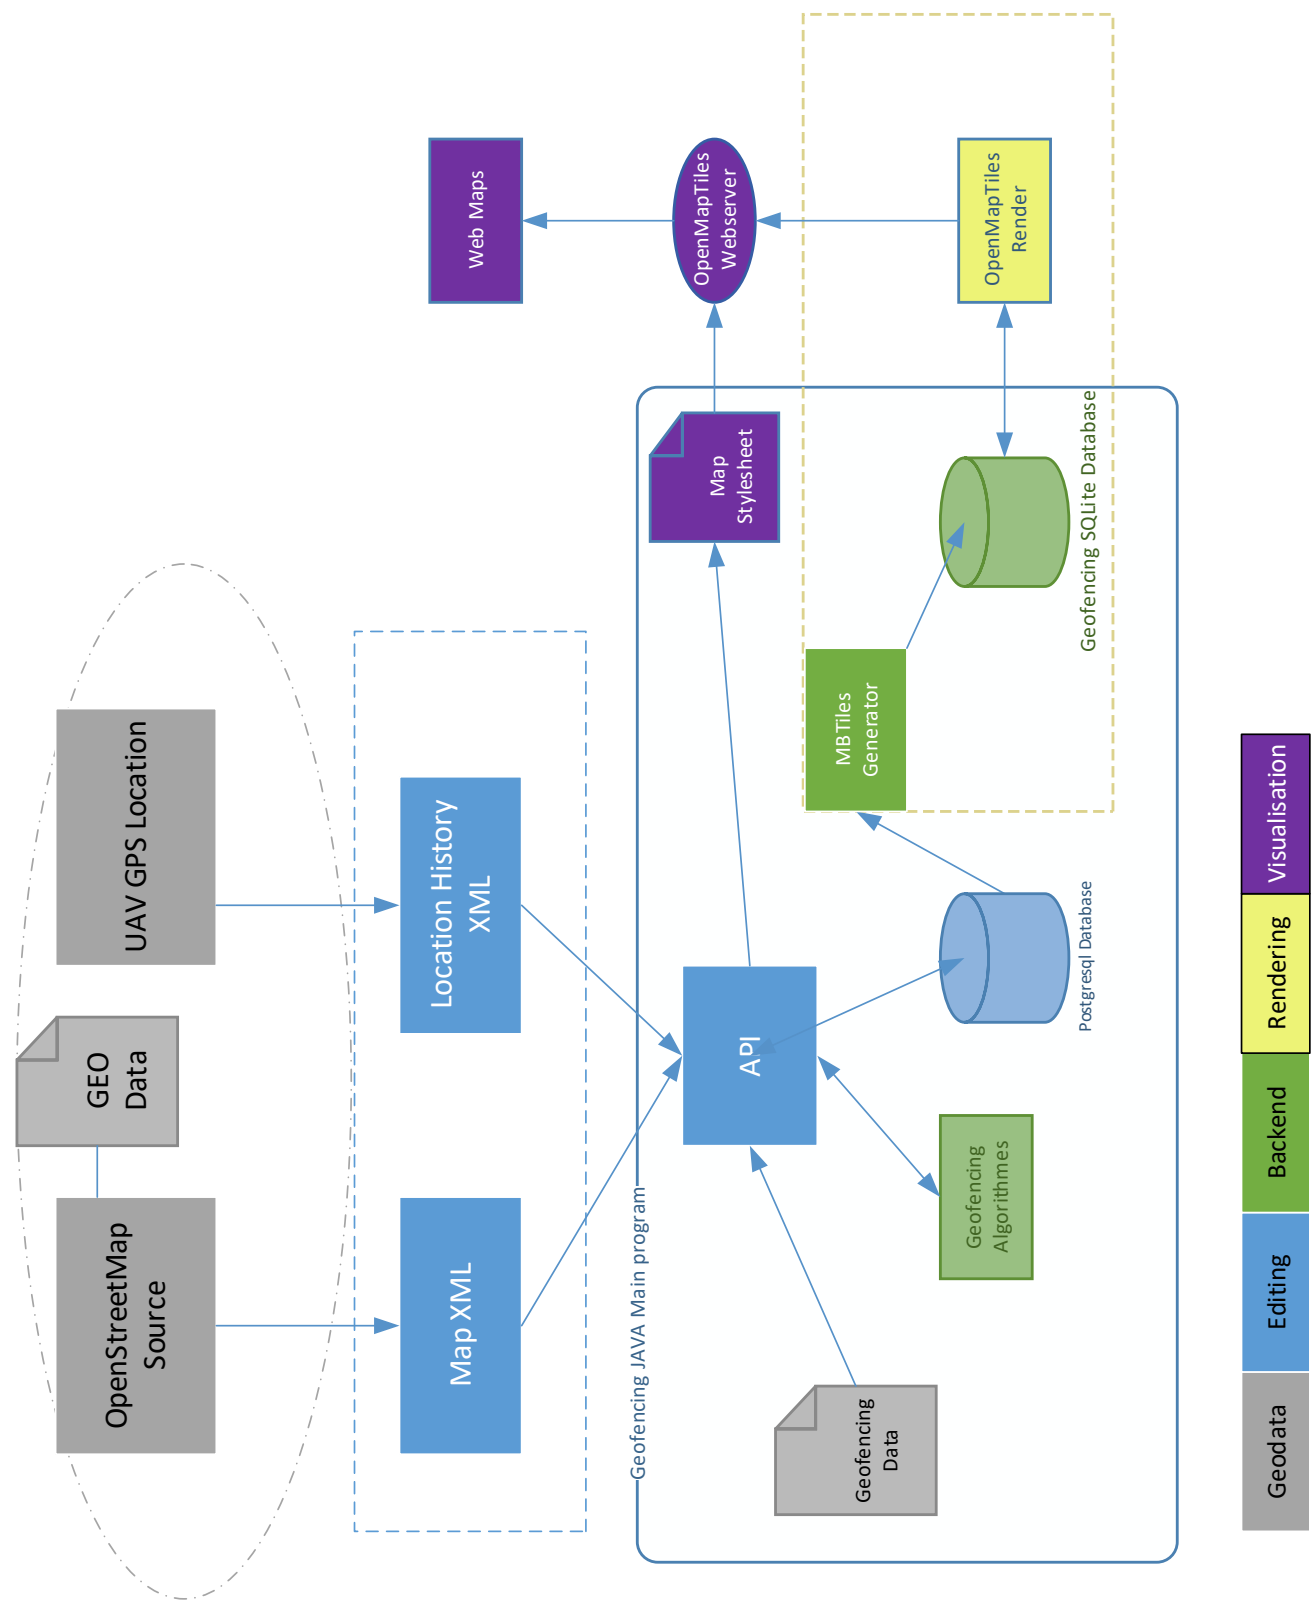 OpenStreetMap
Source
GEO
Data
UAV GPS Location
Map XML
Location History
XML
Web Maps
Geofencing JAVA Main program
API
Map
Stylesheet
OpenMapTiles
Webserver
Geofencing
Data
Geofencing
Algorithmes
Postgresql Database
MBTiles
Generator
Geofencing SQLite Database
OpenMapTiles
Render
Geodata
Editing
Backend
Rendering
Visualisation